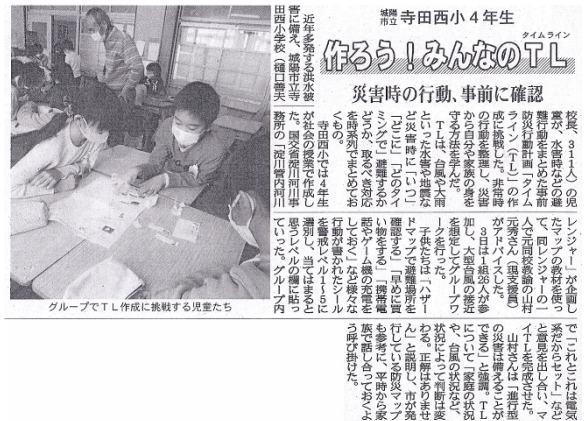 城陽市立 寺田西小4年生
タイムライン
作ろう!みんなのTL
災害時の行動、事前に確認
近年多発する洪水被
害に備え、城陽市立寺
田西小学校(樋口善夫
校長、311人)の児
童が、水害時などの避
難行動をまとめた事前
防災行動計画「タイム
ライン(TL)」の作
成に挑戦した。非常時
の行動を整理し、災害
から自分や家族の身を
守る方法を学んだ。
TLは、台風や大雨
といった水害や地震な
ど災害時に「いつ」
「どこに」「どのタイ
ミングで」避難するか
どうか、取るべき対応
を時系列でまとめてお
くもの。
寺田西小では4年生
が社会の授業で作成し
た。国交省淀川河川事
務所の「淀川管内河川
レンジャー」が企画し
たマップの教材を使っ
て、同レンジャーの一
人で元同校教諭の山村
元秀さん(現支援員)
がアドバイスした。
3日は1組26人が参
加し、大型台風の接近
を想定してグループワ
ークを行った。
子供たちは「ハザー
ドマップで避難場所を
確認する」「早めに買
い物をする」「携帯電
話やゲーム機の充電を
しておく」など様々な
行動が書かれたシール
を警戒レベル1〜5に
選別し、当てはまると
思うレベルの欄に貼っ
ていった。グループ内
で「これとこれは電気
系だからセット」など
と意見を出し合い、マ
イTLを完成させた。
山村さんは「進行型
の災害は備えることが
できる」と強調。TL
について「家庭の状況
や、台風の状況など、
状況によって判断は変
わる。正解はありませ
ん」と説明し、市が発
行している防災マップ
も参考に、平時から家
族で話し合っておくよ
う呼び掛けた。
グループでTL作成に挑戦する児童たち